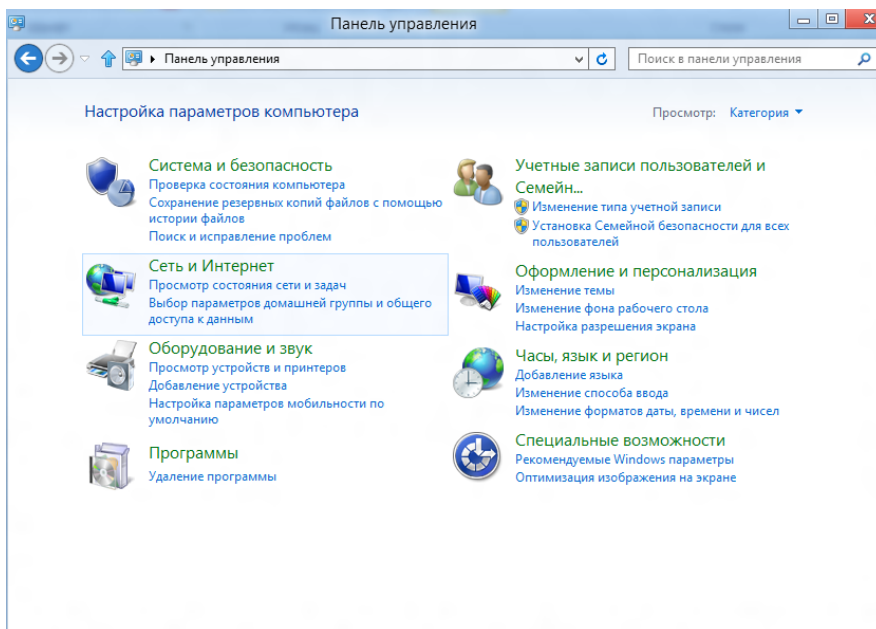 Панель управления
Панель управления
Поиск в панели управления
Настройка параметров компьютера
Просмотр: Категория
Система и безопасность
Проверка состояния компьютера
Сохранение резервных копий файлов с помощью
истории файлов
Поиск и исправление проблем
Сеть и Интернет
Просмотр состояния сети и задач
Выбор параметров домашней группы и общего
доступа к данным
Оборудование и звук
Просмотр устройств и принтеров
Добавление устройства
Настройка параметров мобильности по
умолчанию
Программы
Удаление программы
Учетные записи пользователей и
Семейн...
Изменение типа учетной записи
Установка Семейной безопасности для всех
пользователей
Оформление и персонализация
Изменение темы
Изменение фона рабочего стола
Настройка разрешения экрана
Часы, язык и регион
Добавление языка
Изменение способа ввода
Изменение форматов даты, времени и чисел
Специальные возможности
Рекомендуемые Windows параметры
Оптимизация изображения на экране